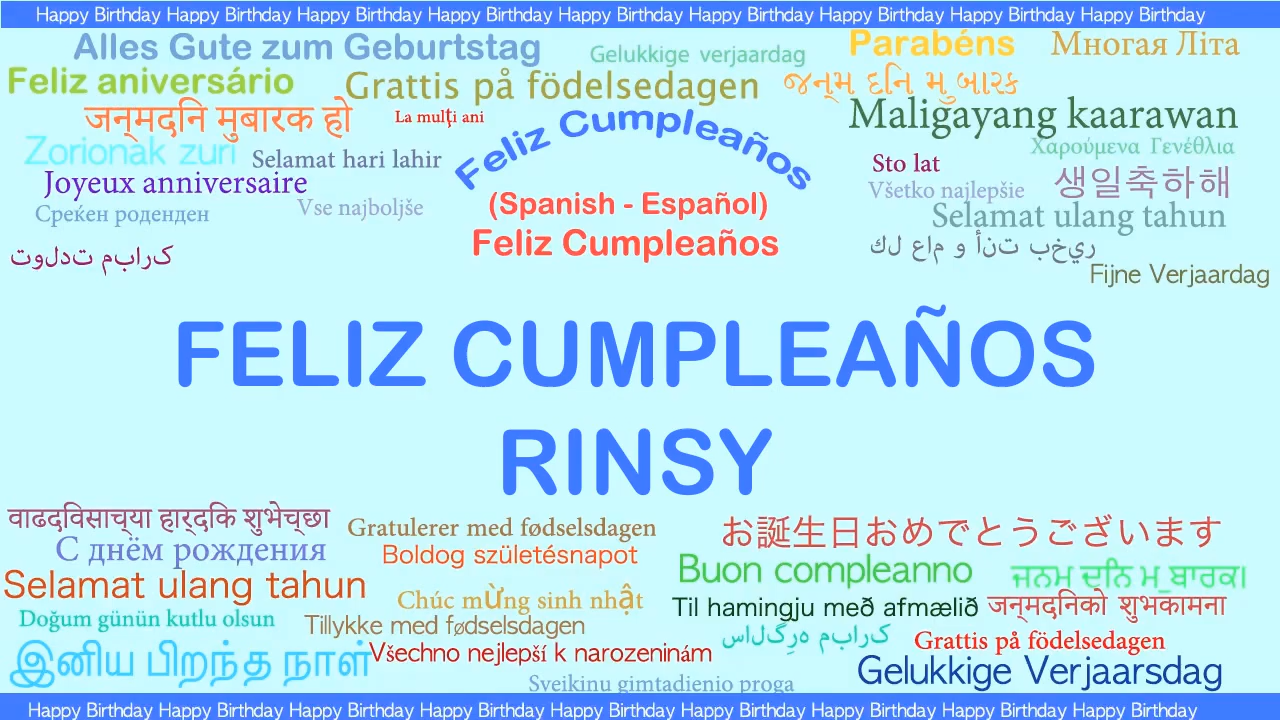 Happy Birthday Happy Birthday Happy Birthday Happy Birthday Happy Birthday Happy Birthday Happy Birthday Happy Birthday Happy Birthday
Alles Gute zum Geburtstag
Gelukkige verjaardag
Parabéns
Многая Літа
Feliz aniversário
Grattis på födelsedagen
જન્મ દિન મુબારક
जन्मदिन मुबारक हो
La mulţi ani
Feliz Cumpleaños
Maligayang kaarawan
Zorionak zuri
Selamat hari lahir
Χαρούμενα Γενέθλια
Sto lat
Joyeux anniversaire
(Spanish - Español)
Všetko najlepšie
생일축하해
Среќен роденден
Vse najboljše
Selamat ulang tahun
Feliz Cumpleaños
تولدت مبارک
كل عام و أنت بخير
Fijne Verjaardag
FELIZ CUMPLEAÑOS
RINSY
वाढदिवसाच्या हार्दिक शुभेच्छा
Gratulerer med fødselsdagen
お誕生日おめでとうございます
С днём рождения
Boldog születésnapot
Buon compleanno
ਜਨਮ ਦਿਨ ਮੁਬਾਰਕ।
Selamat ulang tahun
Chúc mừng sinh nhật
Til hamingju með afmælið
जन्मदिनको शुभकामना
Doğum günün kutlu olsun
Tillykke med fødselsdagen
سالگرہ مبارک
Grattis på födelsedagen
இனிய பிறந்த நாள்
Všechno nejlepší k narozeninám
Gelukkige Verjaarsdag
Sveikinu gimtadienio proga
Happy Birthday Happy Birthday Happy Birthday Happy Birthday Happy Birthday Happy Birthday Happy Birthday Happy Birthday Happy Birthday